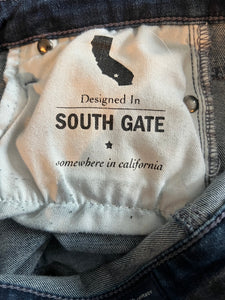 Designed In
SOUTH GATE
somewhere in california